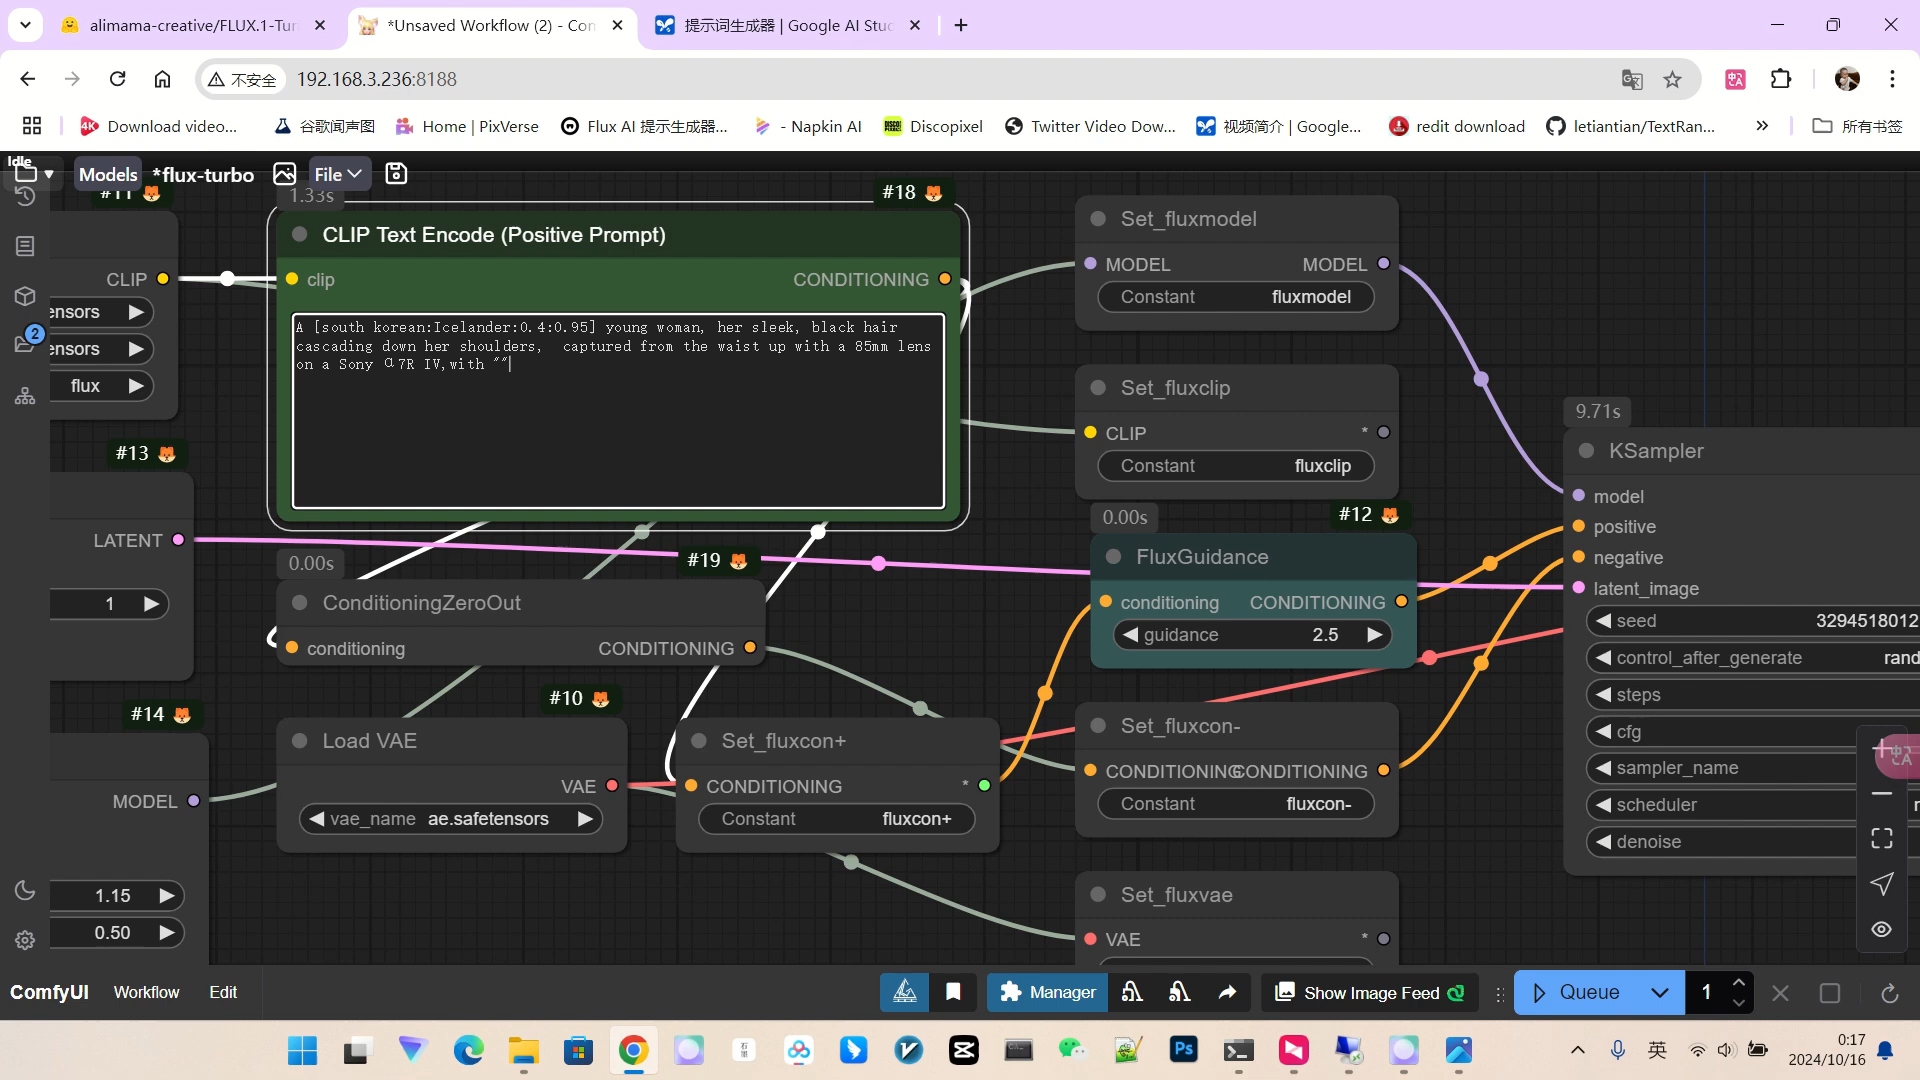 alimama-creative/FLUX.1-Tur
*Unsaved Workflow (2) - Con
提示词生成器 | Google AI Stuc
不安全
192.168.3.236:8188
Download video...
谷歌闻声图
Home | PixVerse
Flux AI 提示生成器...
- Napkin AI
Discopixel
Twitter Video Dow...
视频简介 | Google...
redit download
letiantian/TextRan...
所有书签
Idle
Models
*flux-turbo
File
#11
1.33s
#18
CLIP Text Encode (Positive Prompt)
CLIP
clip
CONDITIONING
A [south korean:Icelander:0.4:0.95] young woman, her sleek, black hair
cascading down her shoulders,  captured from the waist up with a 85mm lens
on a Sony α7R IV,with ""
ensors
ensors
flux
2
#13
LATENT
1
#14
MODEL
1.15
0.50
0.00s
#19
ConditioningZeroOut
conditioning
CONDITIONING
#10
Load VAE
VAE
vae_name
ae.safetensors
Set_fluxcon+
CONDITIONING
*
Constant
fluxcon+
Set_fluxmodel
MODEL
MODEL
Constant
fluxmodel
Set_fluxclip
CLIP
*
Constant
fluxclip
0.00s
#12
FluxGuidance
conditioning
CONDITIONING
guidance
2.5
Set_fluxcon-
CONDITIONING
CONDITIONING
Constant
fluxcon-
Set_fluxvae
VAE
*
9.71s
KSampler
model
positive
negative
latent_image
seed
3294518012
control_after_generate
rand
steps
cfg
sampler_name
scheduler
denoise
ComfyUI
Workflow
Edit
Manager
Show Image Feed
Queue
1
英
0:17
2024/10/16